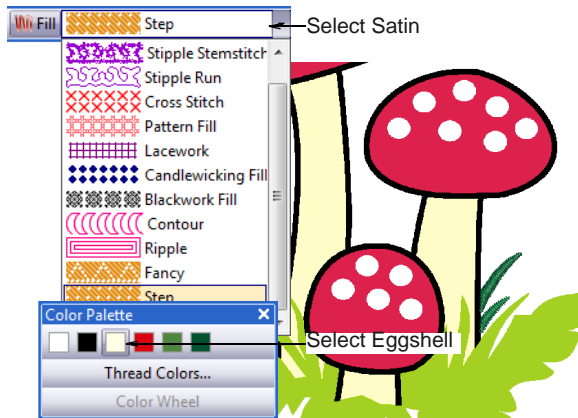 Fill Step Select Satin
Stipple Stemstitch
Stipple Run
Cross Stitch
Pattern Fill
Lacework
Candlewicking Fill
Blackwork Fill
Contour
Ripple
Fancy
Step
Color Palette
Select Eggshell
Thread Colors...
Color Wheel